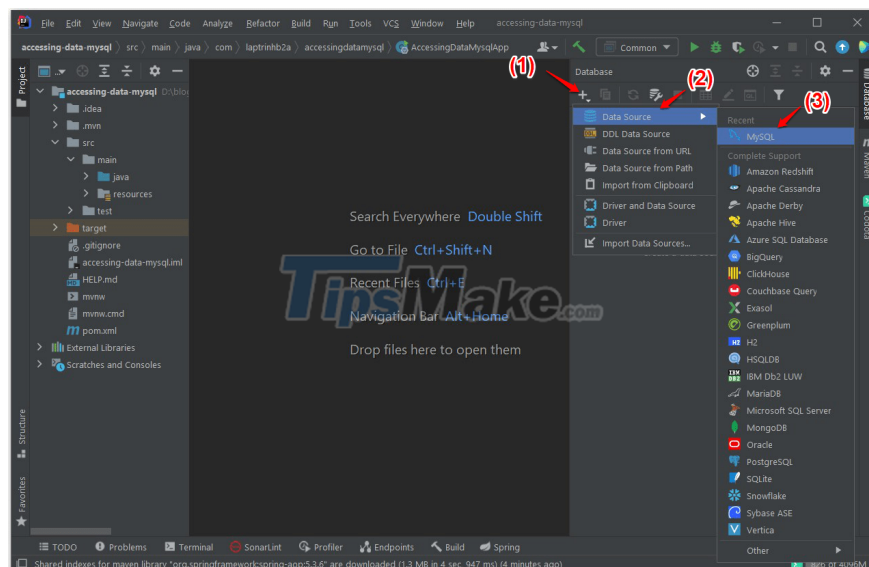 File Edit View Navigate Code Analyze Refactor Build Run Tools VCS Window Help accessing-data-mysql
accessing-data-mysql src main java com laptrinhb2a accessingdatamysql AccessingDataMysqlApp Common
(1)
(2)
(3)
Project
Structure
Favorites
accessing-data-mysql D:\blo
.idea
.mvn
src
main
java
resources
test
target
.gitignore
accessing-data-mysql.iml
HELP.md
mvnw
mvnw.cmd
pom.xml
External Libraries
Scratches and Consoles
Search Everywhere Double Shift
Go to File Ctrl+Shift+N
Recent Files Ctrl+E
Navigation Bar Alt+Home
Drop files here to open them
TipsMake.com
Database
Data Source
DDL Data Source
Data Source from URL
Data Source from Path
Import from Clipboard
Driver and Data Source
Driver
Import Data Sources...
Recent
MySQL
Complete Support
Amazon Redshift
Apache Cassandra
Apache Derby
Apache Hive
Azure SQL Database
BigQuery
ClickHouse
Couchbase Query
Exasol
Greenplum
H2
HSQLDB
IBM Db2 LUW
MariaDB
Microsoft SQL Server
MongoDB
Oracle
PostgreSQL
SQLite
Snowflake
Sybase ASE
Vertica
Other
Database
Maven
TODO Problems Terminal SonarLint Profiler Endpoints Build Spring
Shared indexes for maven library "org.springframework:spring-aop:5.3.6" are downloaded (1.3 MB in 4 sec, 947 ms) (4 minutes ago) of 4096M